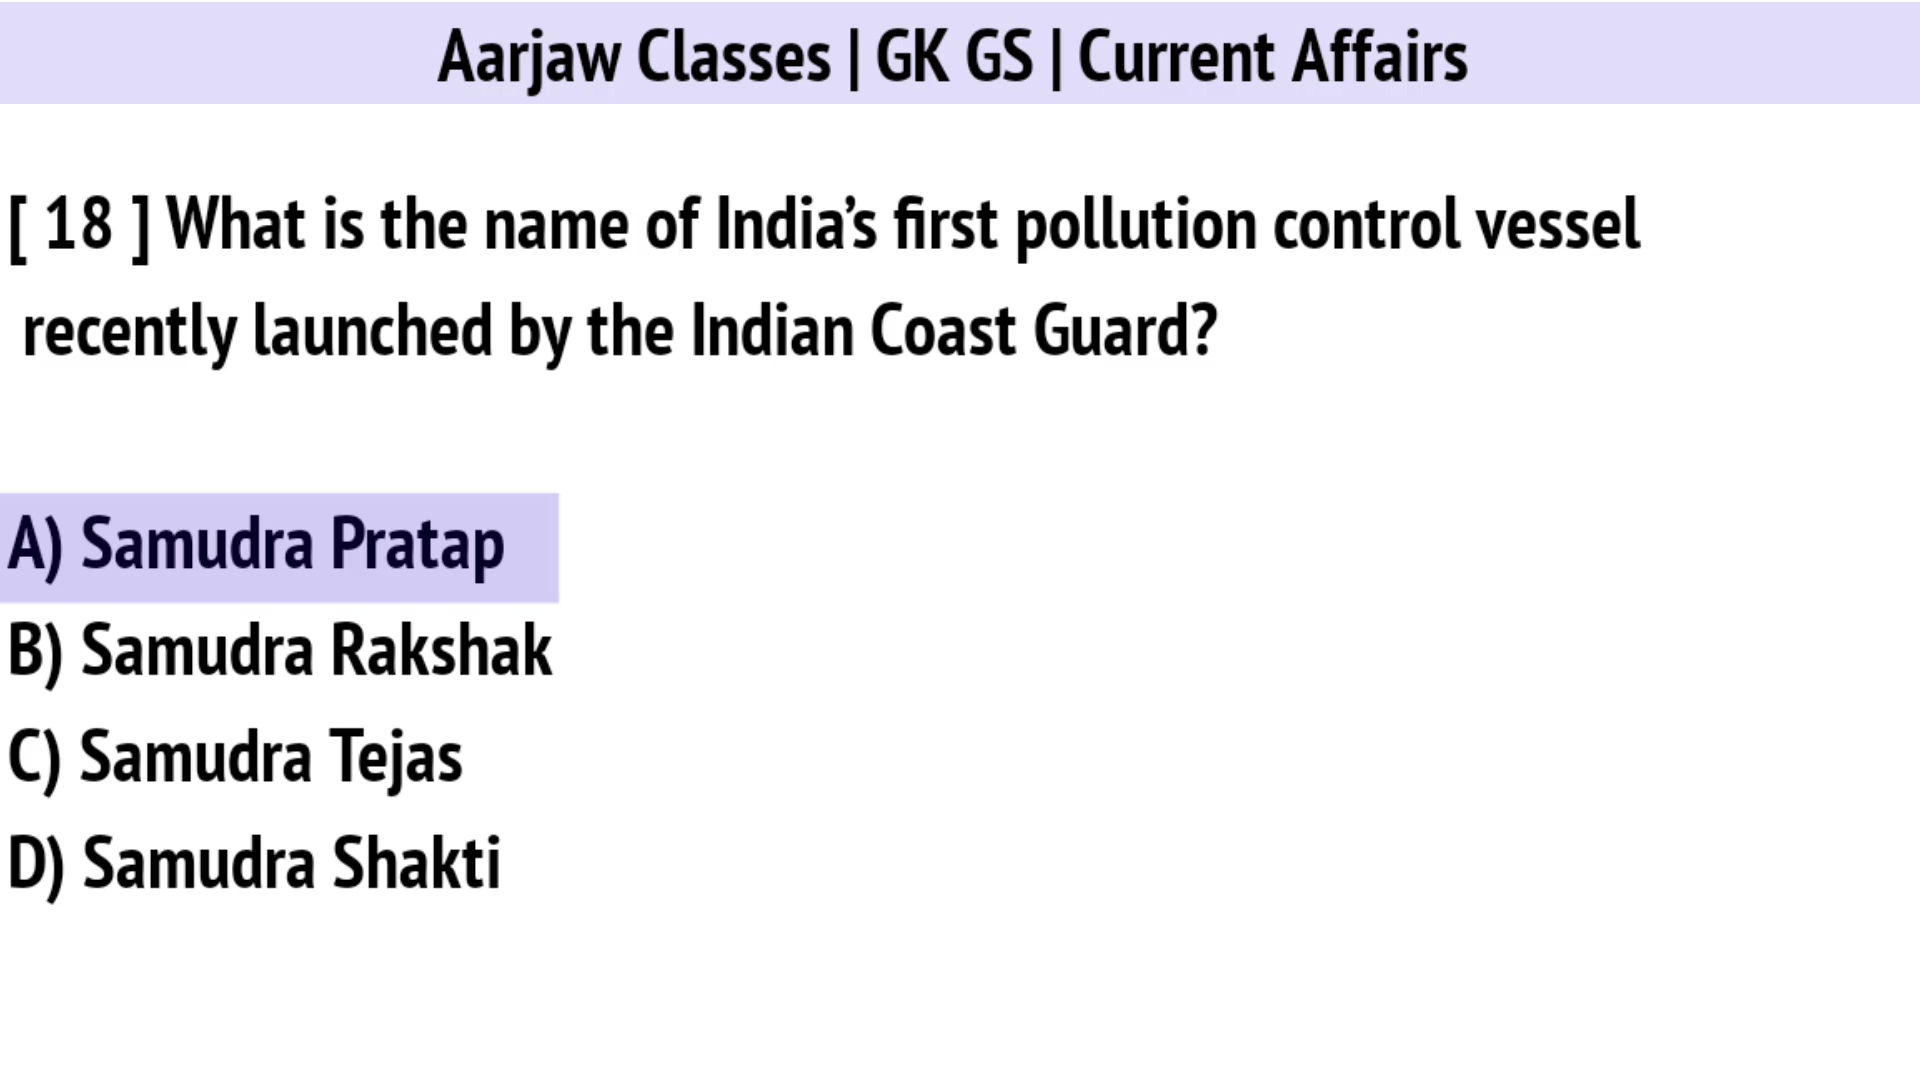 Aarjaw Classes | GK GS | Current Affairs
[ 18 ] What is the name of India’s first pollution control vessel
recently launched by the Indian Coast Guard?
A) Samudra Pratap
B) Samudra Rakshak
C) Samudra Tejas
D) Samudra Shakti